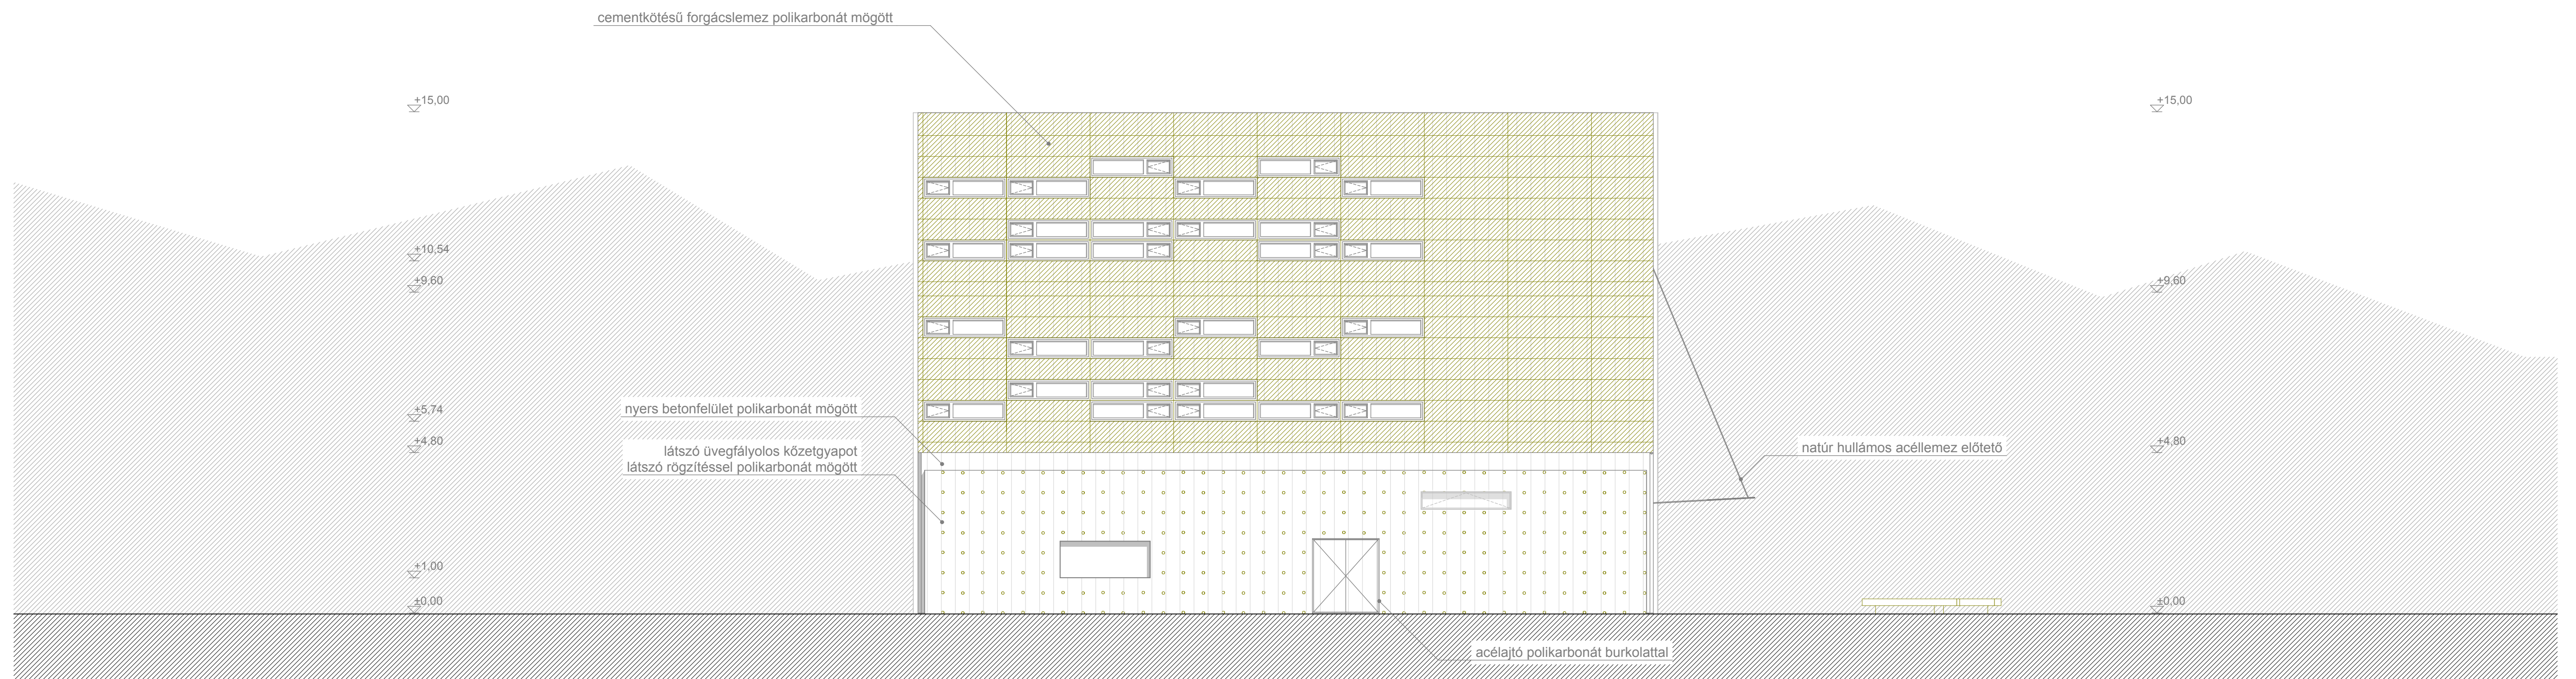 cementkötésű forgácslemez polikarbonát mögött
+15,00
+15,00
+10,54
+9,60
+9,60
+5,74
nyers betonfelület polikarbonát mögött
+4,80
+4,80
látszó üvegfályolos kőzetgyapot
látszó rögzítéssel polikarbonát mögött
natúr hullámos acéllemez előtető
+1,00
±0,00
±0,00
acélajtó polikarbonát burkolattal